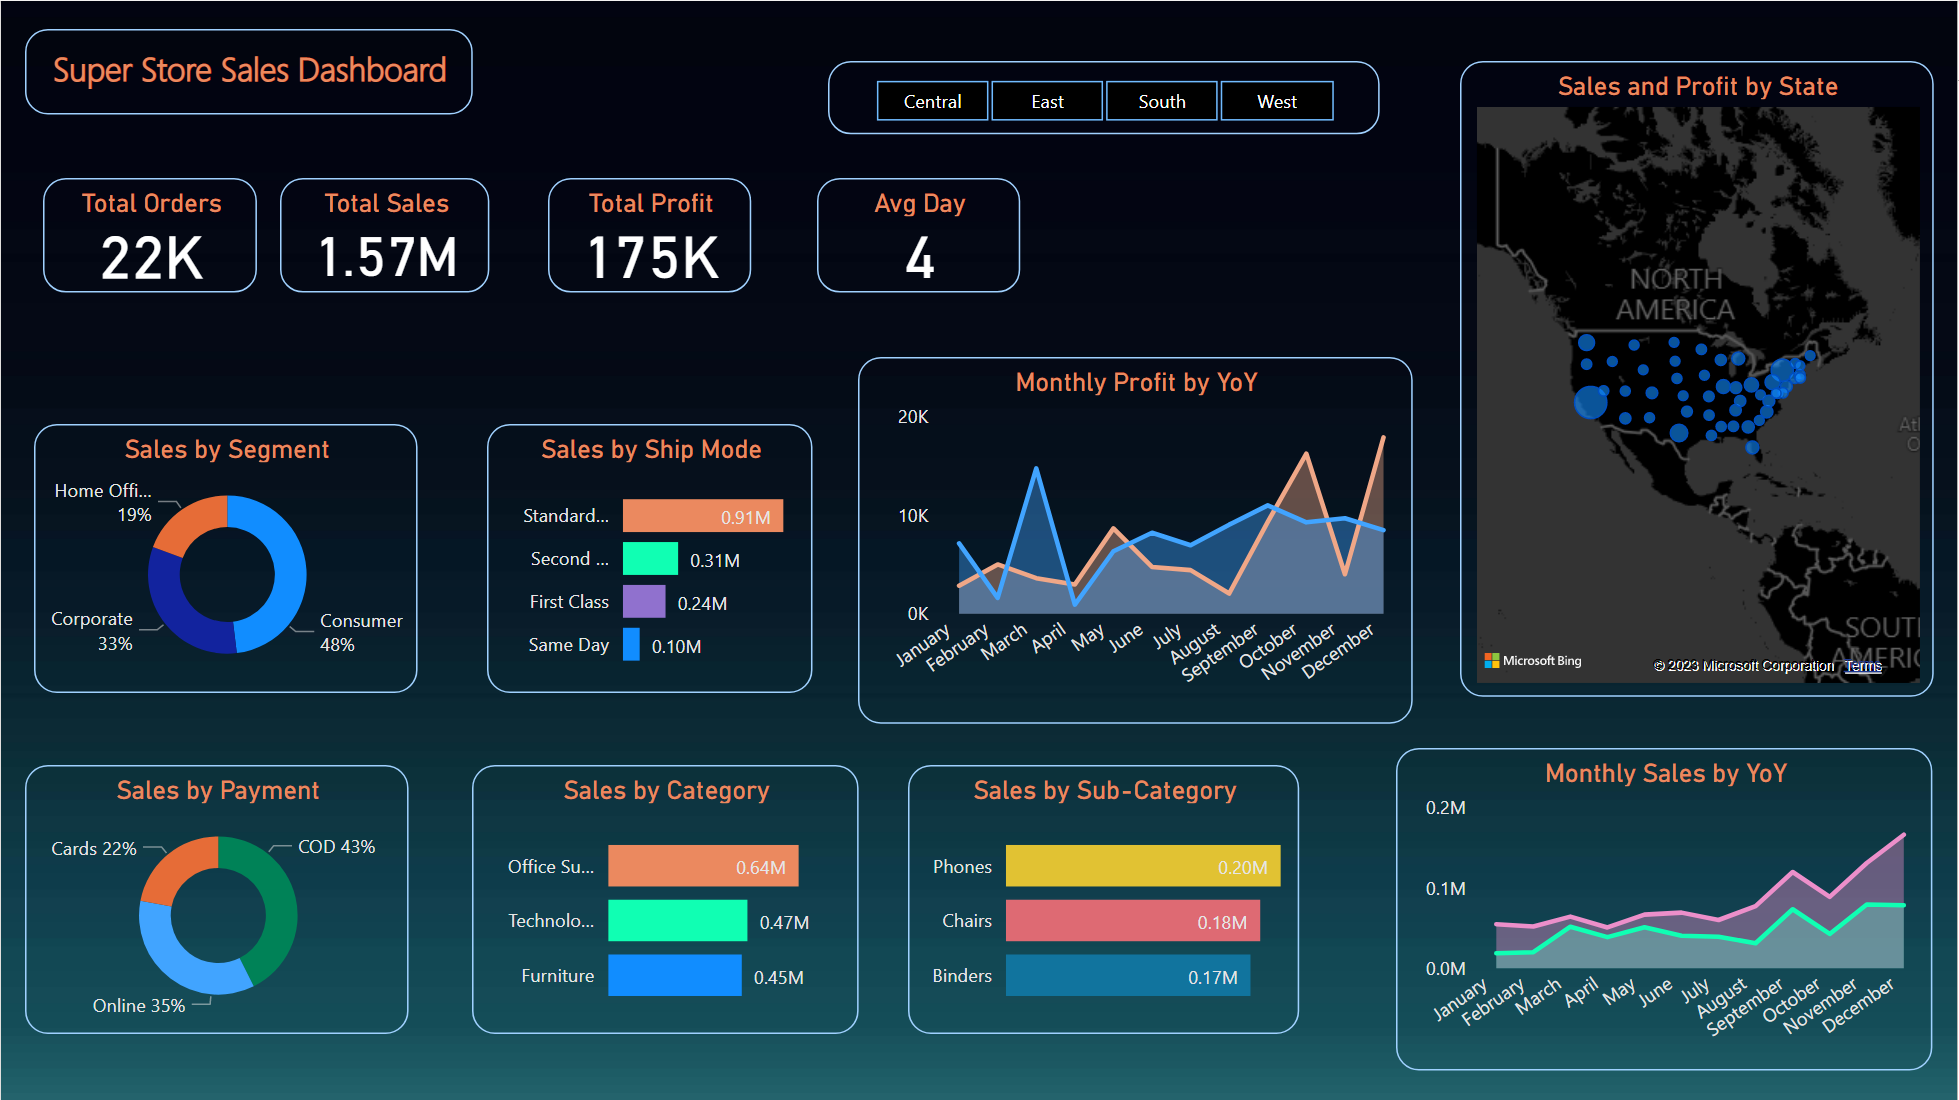 Super Store Sales Dashboard
Central
East
South
West
Total Orders
22K
Total Sales
1.57M
Total Profit
175K
Avg Day
4
Sales and Profit by State
NORTH
AMERICA
Atl
O
SOUT
AMERIC
Microsoft Bing
© 2023 Microsoft Corporation Terms
Sales by Segment
Home Offi...
19%
Corporate
33%
Consumer
48%
Sales by Ship Mode
Standard... 0.91M
Second ... 0.31M
First Class 0.24M
Same Day 0.10M
Monthly Profit by YoY
20K
10K
0K
January
February
March
April
May
June
July
August
September
October
November
December
Sales by Payment
Cards 22%
COD 43%
Online 35%
Sales by Category
Office Su... 0.64M
Technolo... 0.47M
Furniture 0.45M
Sales by Sub-Category
Phones 0.20M
Chairs 0.18M
Binders 0.17M
Monthly Sales by YoY
0.2M
0.1M
0.0M
January
February
March
April
May
June
July
August
September
October
November
December